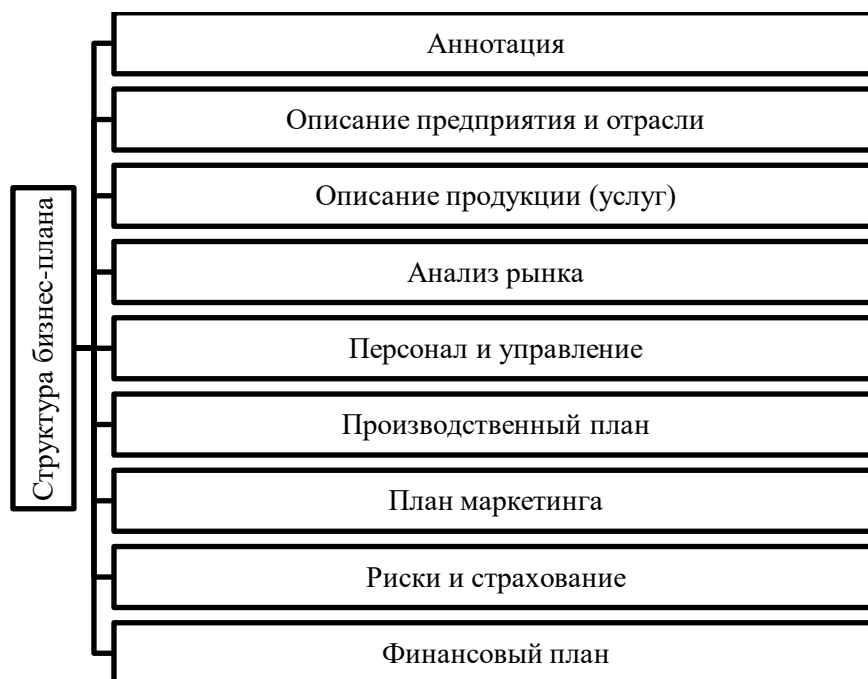 Структура бизнес-плана
Аннотация
Описание предприятия и отрасли
Описание продукции (услуг)
Анализ рынка
Персонал и управление
Производственный план
План маркетинга
Риски и страхование
Финансовый план